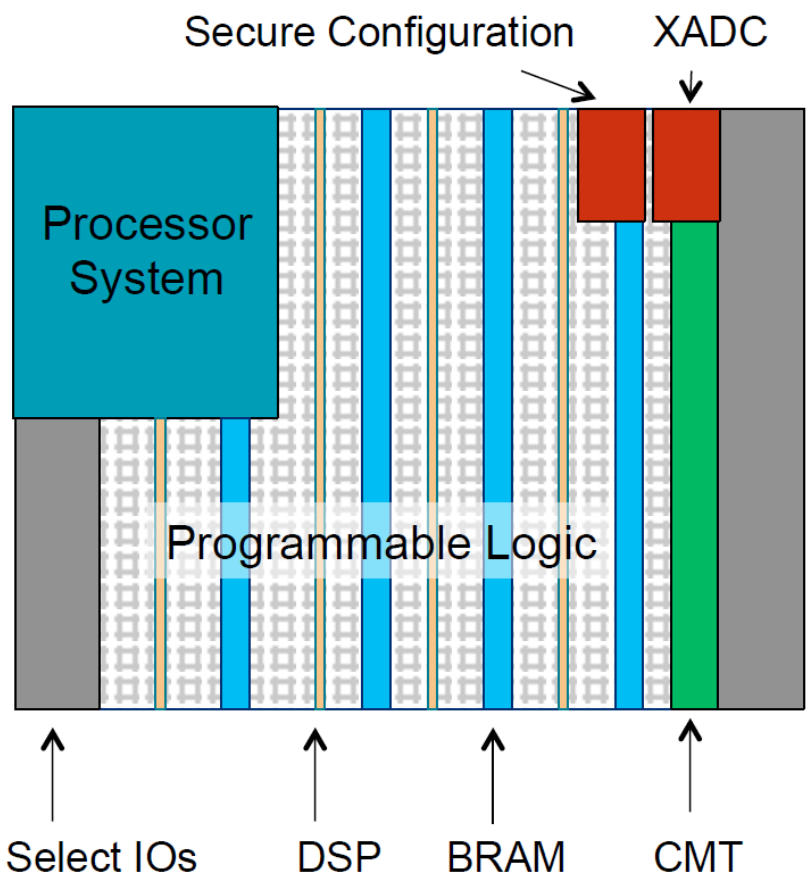 Secure Configuration XADC
Processor
System
Programmable Logic
Select IOs DSP BRAM CMT